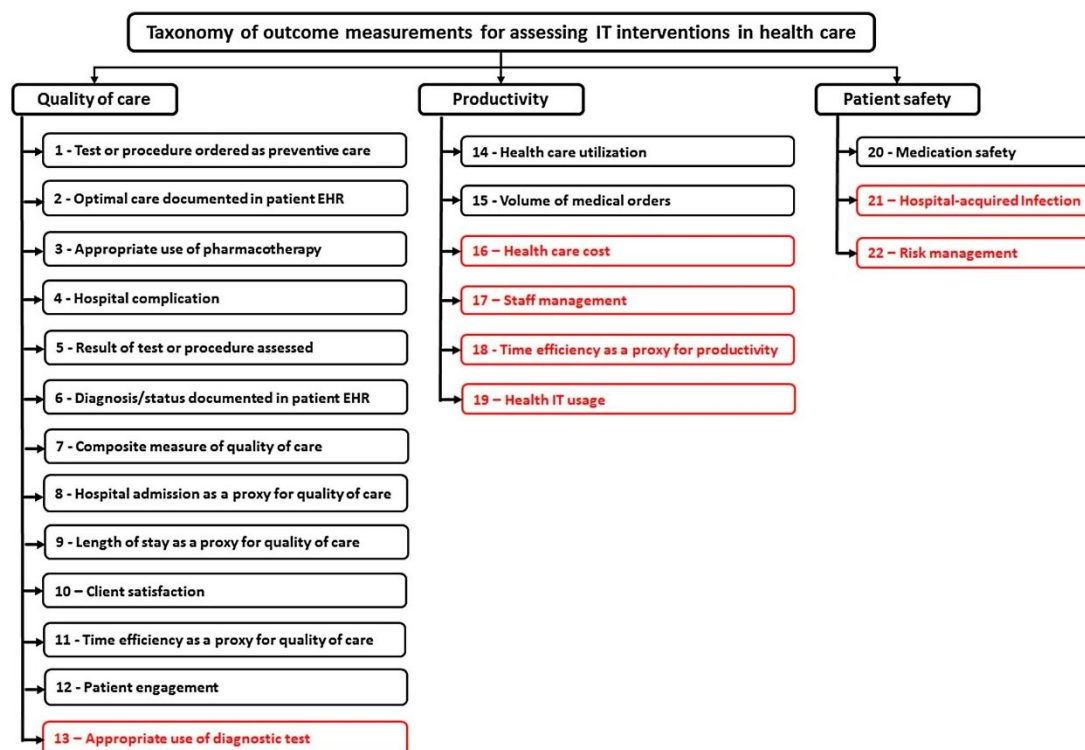 Taxonomy of outcome measurements for assessing IT interventions in health care
Quality of care
1 - Test or procedure ordered as preventive care
2 - Optimal care documented in patient EHR
3 - Appropriate use of pharmacotherapy
4 - Hospital complication
5 - Result of test or procedure assessed
6 - Diagnosis/status documented in patient EHR
7 - Composite measure of quality of care
8 - Hospital admission as a proxy for quality of care
9 - Length of stay as a proxy for quality of care
10 – Client satisfaction
11 - Time efficiency as a proxy for quality of care
12 - Patient engagement
13 – Appropriate use of diagnostic test
Productivity
14 - Health care utilization
15 - Volume of medical orders
16 – Health care cost
17 – Staff management
18 - Time efficiency as a proxy for productivity
19 – Health IT usage
Patient safety
20 - Medication safety
21 – Hospital-acquired Infection
22 – Risk management